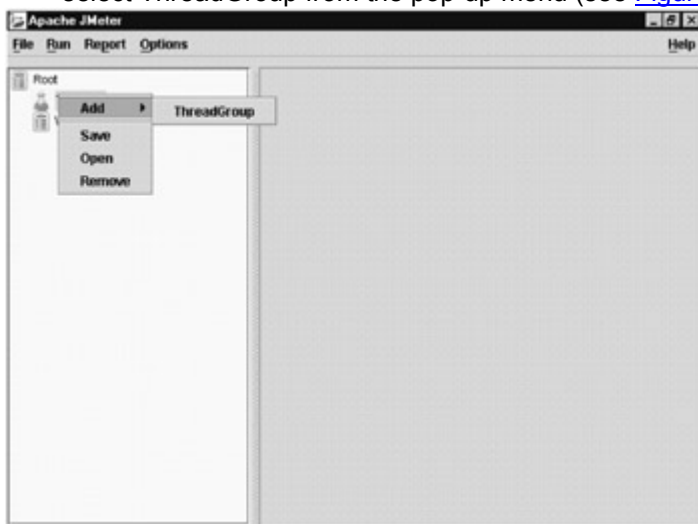 select ThreadGroup from the pop-up menu (see Figur
Apache JMeter
File Run Report Options Help
Root
Add ThreadGroup
Save
Open
Remove